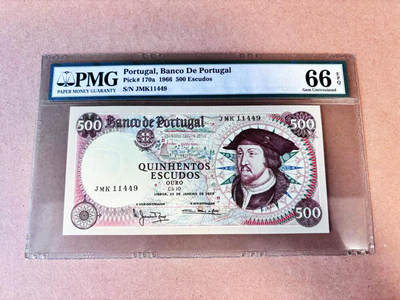 PMG
PAPER MONEY GUARANTY
Portugal, Banco De Portugal
Pick# 170a 1966 500 Escudos
S/N JMK11449
66 EPQ
Gem Uncirculated
500 Banco de Portugal JMK 11449 500
QUINHENTOS
ESCUDOS
OURO
JMK 11449
500